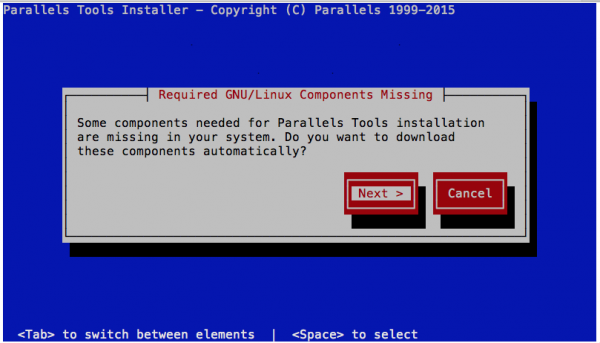 Parallels Tools Installer - Copyright (C) Parallels 1999-2015
Required GNU/Linux Components Missing
Some components needed for Parallels Tools installation
are missing in your system. Do you want to download
these components automatically?
Next > Cancel
<Tab> to switch between elements | <Space> to select